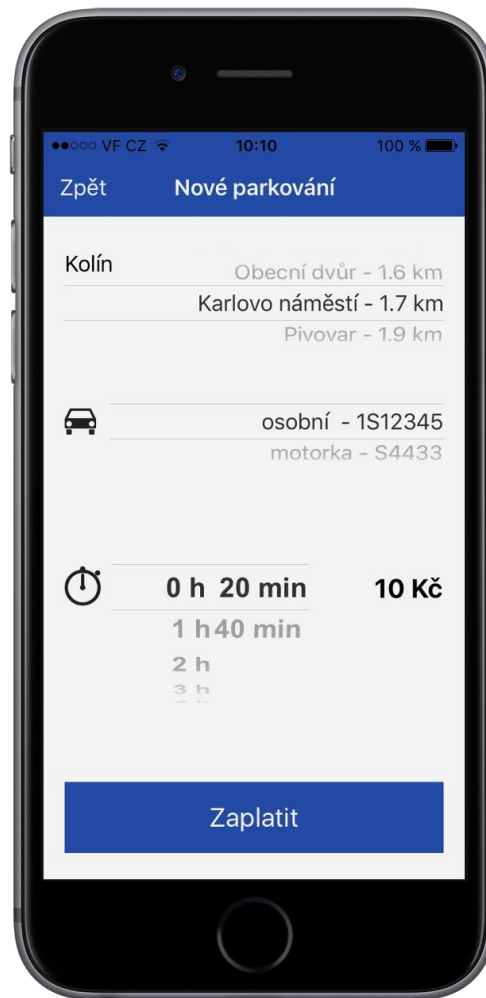 VF CZ 10:10 100 %
Zpět Nové parkování
Kolín
Obecní dvůr - 1.6 km
Karlovo náměstí - 1.7 km
Pivovar - 1.9 km
osobní - 1S12345
motorka - S4433
0 h 20 min 10 Kč
1 h 40 min
2 h
3 h
Zaplatit